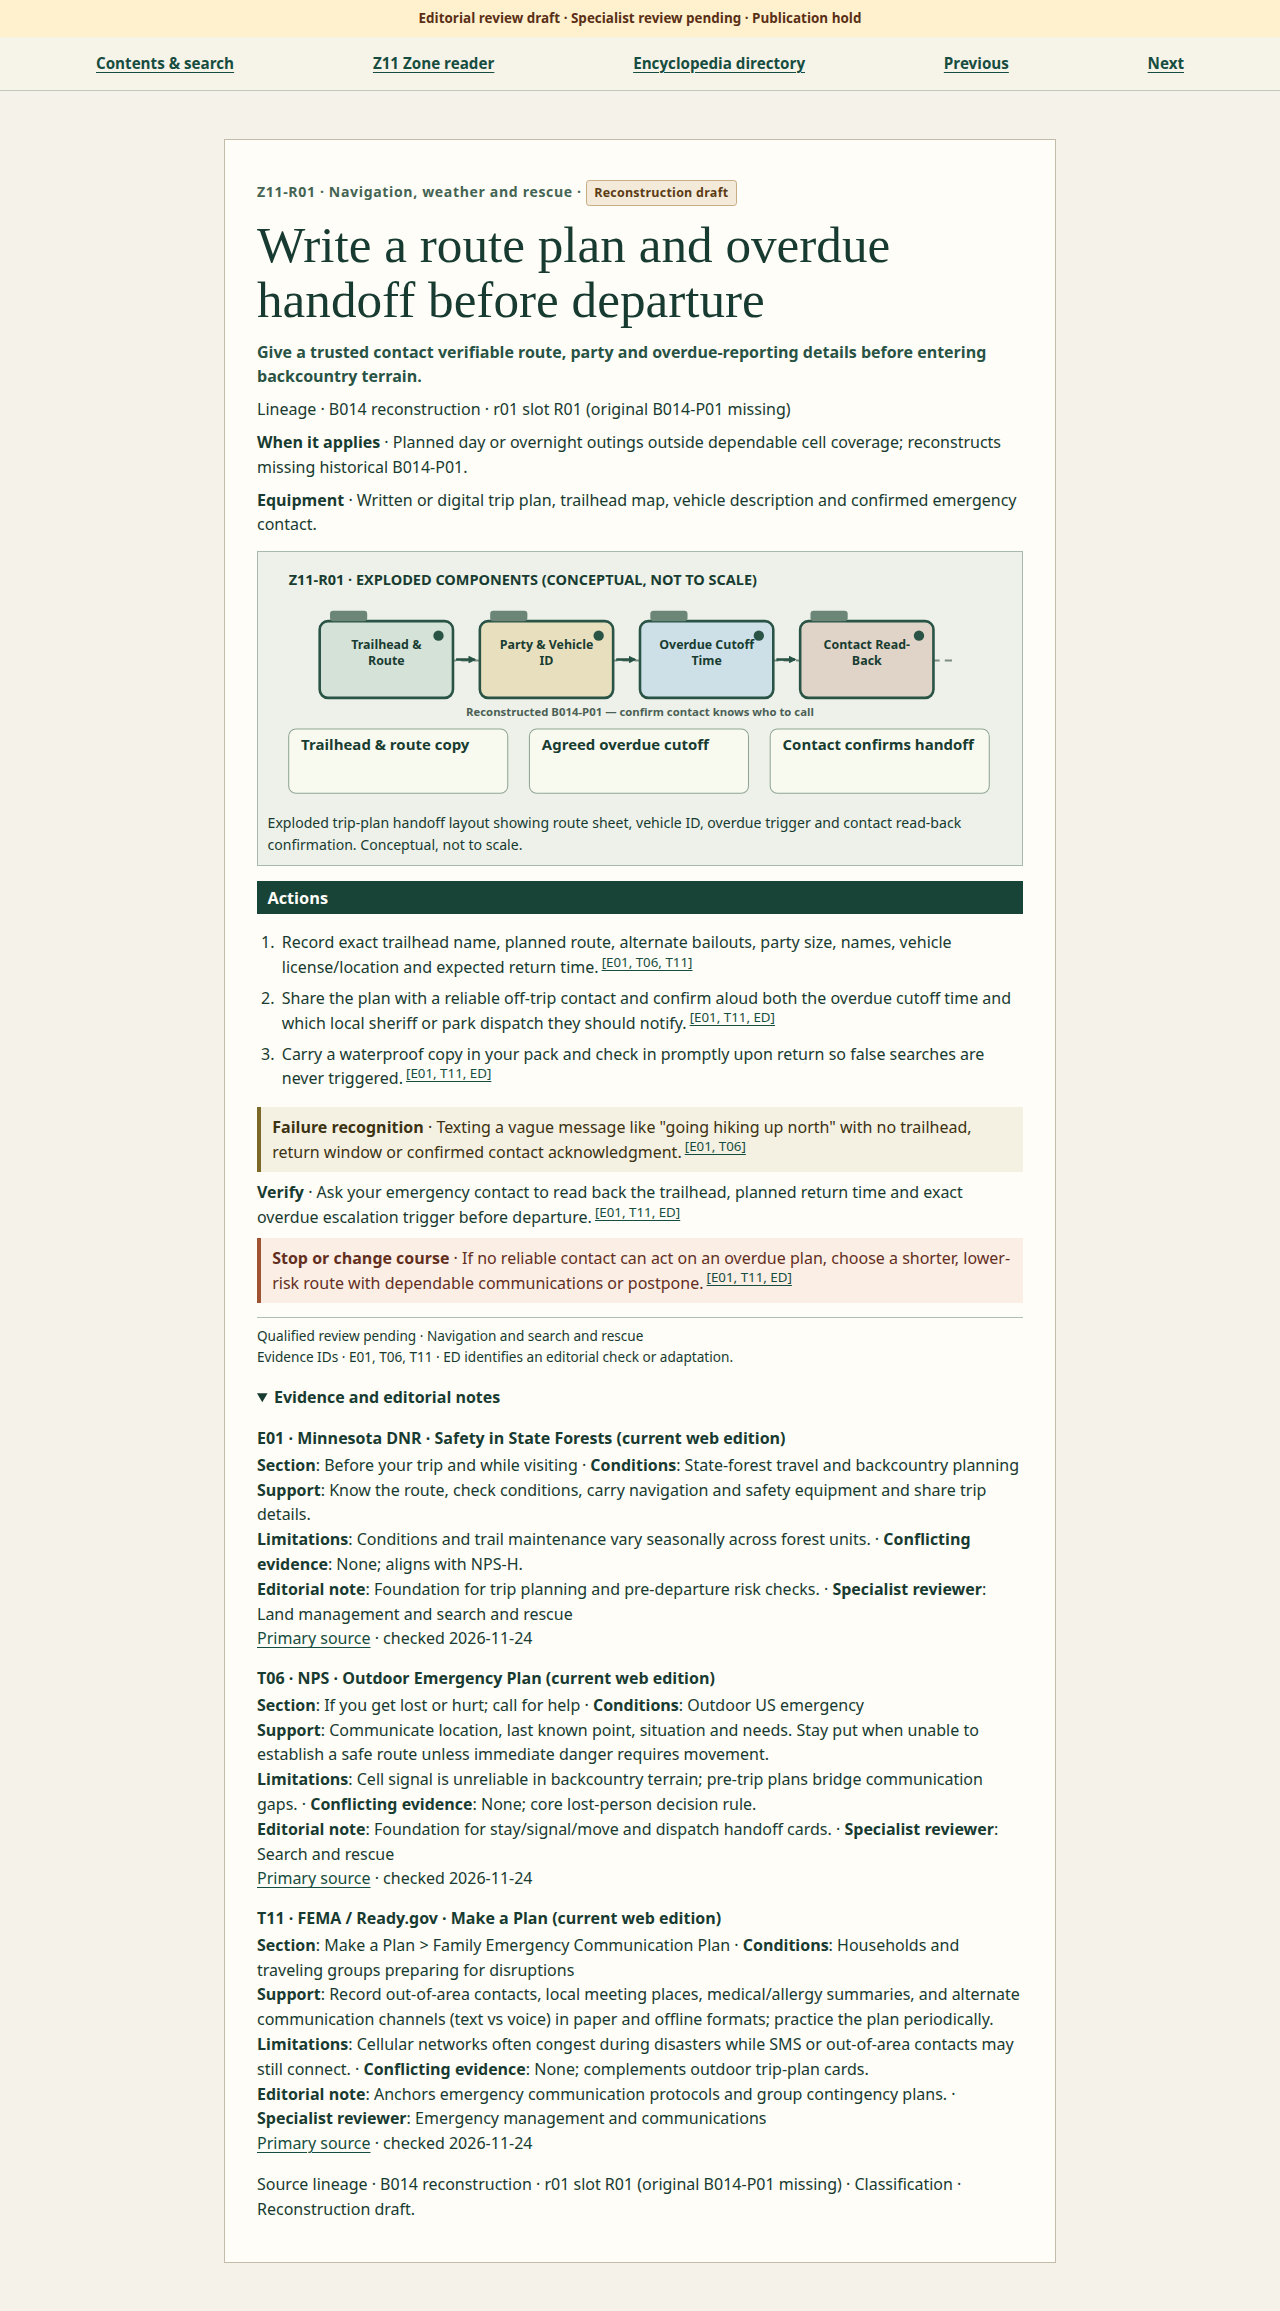 Editorial review draft · Specialist review pending · Publication hold
Contents & search Z11 Zone reader Encyclopedia directory Previous Next
Z11-R01 · Navigation, weather and rescue · Reconstruction draft
Write a route plan and overdue
handoff before departure
Give a trusted contact verifiable route, party and overdue-reporting details before entering
backcountry terrain.
Lineage · B014 reconstruction · r01 slot R01 (original B014-P01 missing)
When it applies · Planned day or overnight outings outside dependable cell coverage; reconstructs
missing historical B014-P01.
Equipment · Written or digital trip plan, trailhead map, vehicle description and confirmed emergency
contact.
Z11-R01 · EXPLODED COMPONENTS (CONCEPTUAL, NOT TO SCALE)
Trailhead &
Route
Party & Vehicle
ID
Overdue Cutoff
Time
Contact Read-
Back
Reconstructed B014-P01 — confirm contact knows who to call
Trailhead & route copy
Agreed overdue cutoff
Contact confirms handoff
Exploded trip-plan handoff layout showing route sheet, vehicle ID, overdue trigger and contact read-back
confirmation. Conceptual, not to scale.
Actions
1. Record exact trailhead name, planned route, alternate bailouts, party size, names, vehicle
license/location and expected return time. [E01, T06, T11]
2. Share the plan with a reliable off-trip contact and confirm aloud both the overdue cutoff time and
which local sheriff or park dispatch they should notify. [E01, T11, ED]
3. Carry a waterproof copy in your pack and check in promptly upon return so false searches are
never triggered. [E01, T11, ED]
Failure recognition · Texting a vague message like "going hiking up north" with no trailhead,
return window or confirmed contact acknowledgment. [E01, T06]
Verify · Ask your emergency contact to read back the trailhead, planned return time and exact
overdue escalation trigger before departure. [E01, T11, ED]
Stop or change course · If no reliable contact can act on an overdue plan, choose a shorter, lower-
risk route with dependable communications or postpone. [E01, T11, ED]
Qualified review pending · Navigation and search and rescue
Evidence IDs · E01, T06, T11 · ED identifies an editorial check or adaptation.
▼ Evidence and editorial notes
E01 · Minnesota DNR · Safety in State Forests (current web edition)
Section: Before your trip and while visiting · Conditions: State-forest travel and backcountry planning
Support: Know the route, check conditions, carry navigation and safety equipment and share trip
details.
Limitations: Conditions and trail maintenance vary seasonally across forest units. · Conflicting
evidence: None; aligns with NPS-H.
Editorial note: Foundation for trip planning and pre-departure risk checks. · Specialist reviewer:
Land management and search and rescue
Primary source · checked 2026-11-24
T06 · NPS · Outdoor Emergency Plan (current web edition)
Section: If you get lost or hurt; call for help · Conditions: Outdoor US emergency
Support: Communicate location, last known point, situation and needs. Stay put when unable to
establish a safe route unless immediate danger requires movement.
Limitations: Cell signal is unreliable in backcountry terrain; pre-trip plans bridge communication
gaps. · Conflicting evidence: None; core lost-person decision rule.
Editorial note: Foundation for stay/signal/move and dispatch handoff cards. · Specialist reviewer:
Search and rescue
Primary source · checked 2026-11-24
T11 · FEMA / Ready.gov · Make a Plan (current web edition)
Section: Make a Plan > Family Emergency Communication Plan · Conditions: Households and
traveling groups preparing for disruptions
Support: Record out-of-area contacts, local meeting places, medical/allergy summaries, and alternate
communication channels (text vs voice) in paper and offline formats; practice the plan periodically.
Limitations: Cellular networks often congest during disasters while SMS or out-of-area contacts may
still connect. · Conflicting evidence: None; complements outdoor trip-plan cards.
Editorial note: Anchors emergency communication protocols and group contingency plans. ·
Specialist reviewer: Emergency management and communications
Primary source · checked 2026-11-24
Source lineage · B014 reconstruction · r01 slot R01 (original B014-P01 missing) · Classification ·
Reconstruction draft.